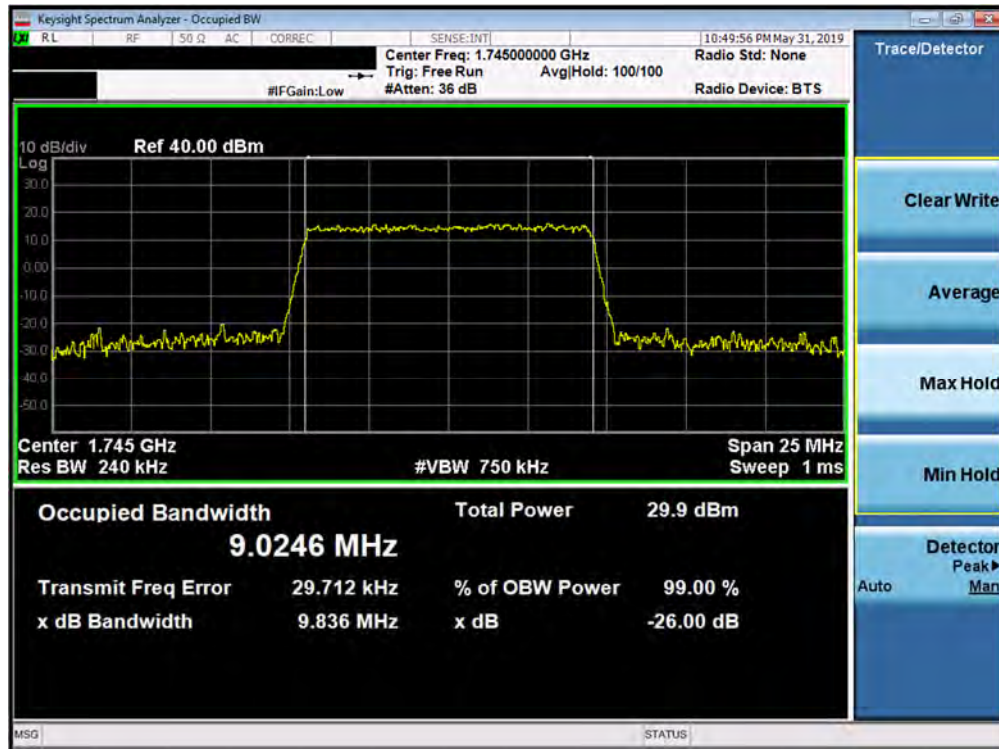 Keysight Spectrum Analyzer - Occupied BW
LXI RL RF 50 Ω AC CORREC SENSE:INT 10:49:56 PM May 31, 2019
Center Freq: 1.745000000 GHz Radio Std: None
Trig: Free Run Avg|Hold: 100/100
#IFGain:Low #Atten: 36 dB Radio Device: BTS
Trace/Detector
10 dB/div Ref 40.00 dBm
Log
30.0
20.0
10.0
0.00
-10.0
-20.0
-30.0
-40.0
-50.0
Center 1.745 GHz Span 25 MHz
Res BW 240 kHz #VBW 750 kHz Sweep 1 ms
Occupied Bandwidth Total Power 29.9 dBm
9.0246 MHz
Transmit Freq Error 29.712 kHz % of OBW Power 99.00 %
x dB Bandwidth 9.836 MHz x dB -26.00 dB
Clear Write
Average
Max Hold
Min Hold
Detector
Peak▶
Auto Man
MSG STATUS